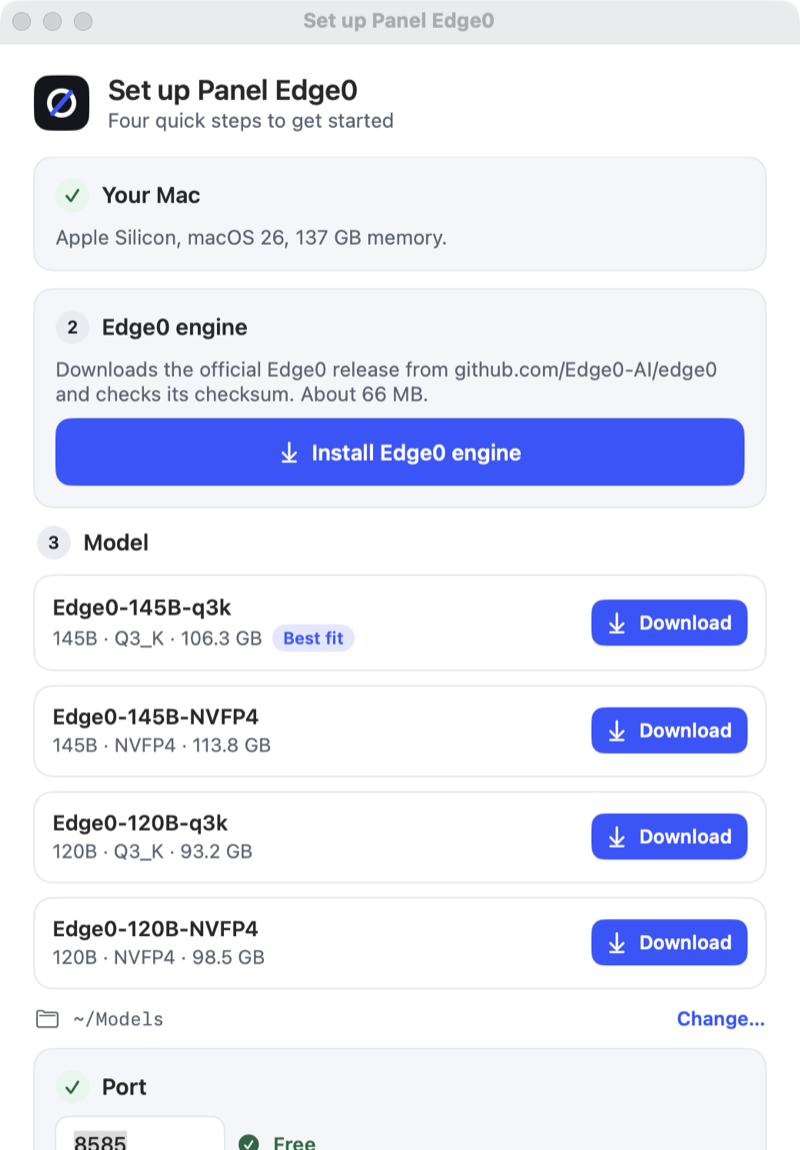 Set up Panel Edge0
Set up Panel Edge0
Four quick steps to get started
Your Mac
Apple Silicon, macOS 26, 137 GB memory.
2 Edge0 engine
Downloads the official Edge0 release from github.com/Edge0-AI/edge0
and checks its checksum. About 66 MB.
Install Edge0 engine
3 Model
Edge0-145B-q3k
145B · Q3_K · 106.3 GB Best fit
Download
Edge0-145B-NVFP4
145B · NVFP4 · 113.8 GB
Download
Edge0-120B-q3k
120B · Q3_K · 93.2 GB
Download
Edge0-120B-NVFP4
120B · NVFP4 · 98.5 GB
Download
~/Models Change...
Port
8585 Free